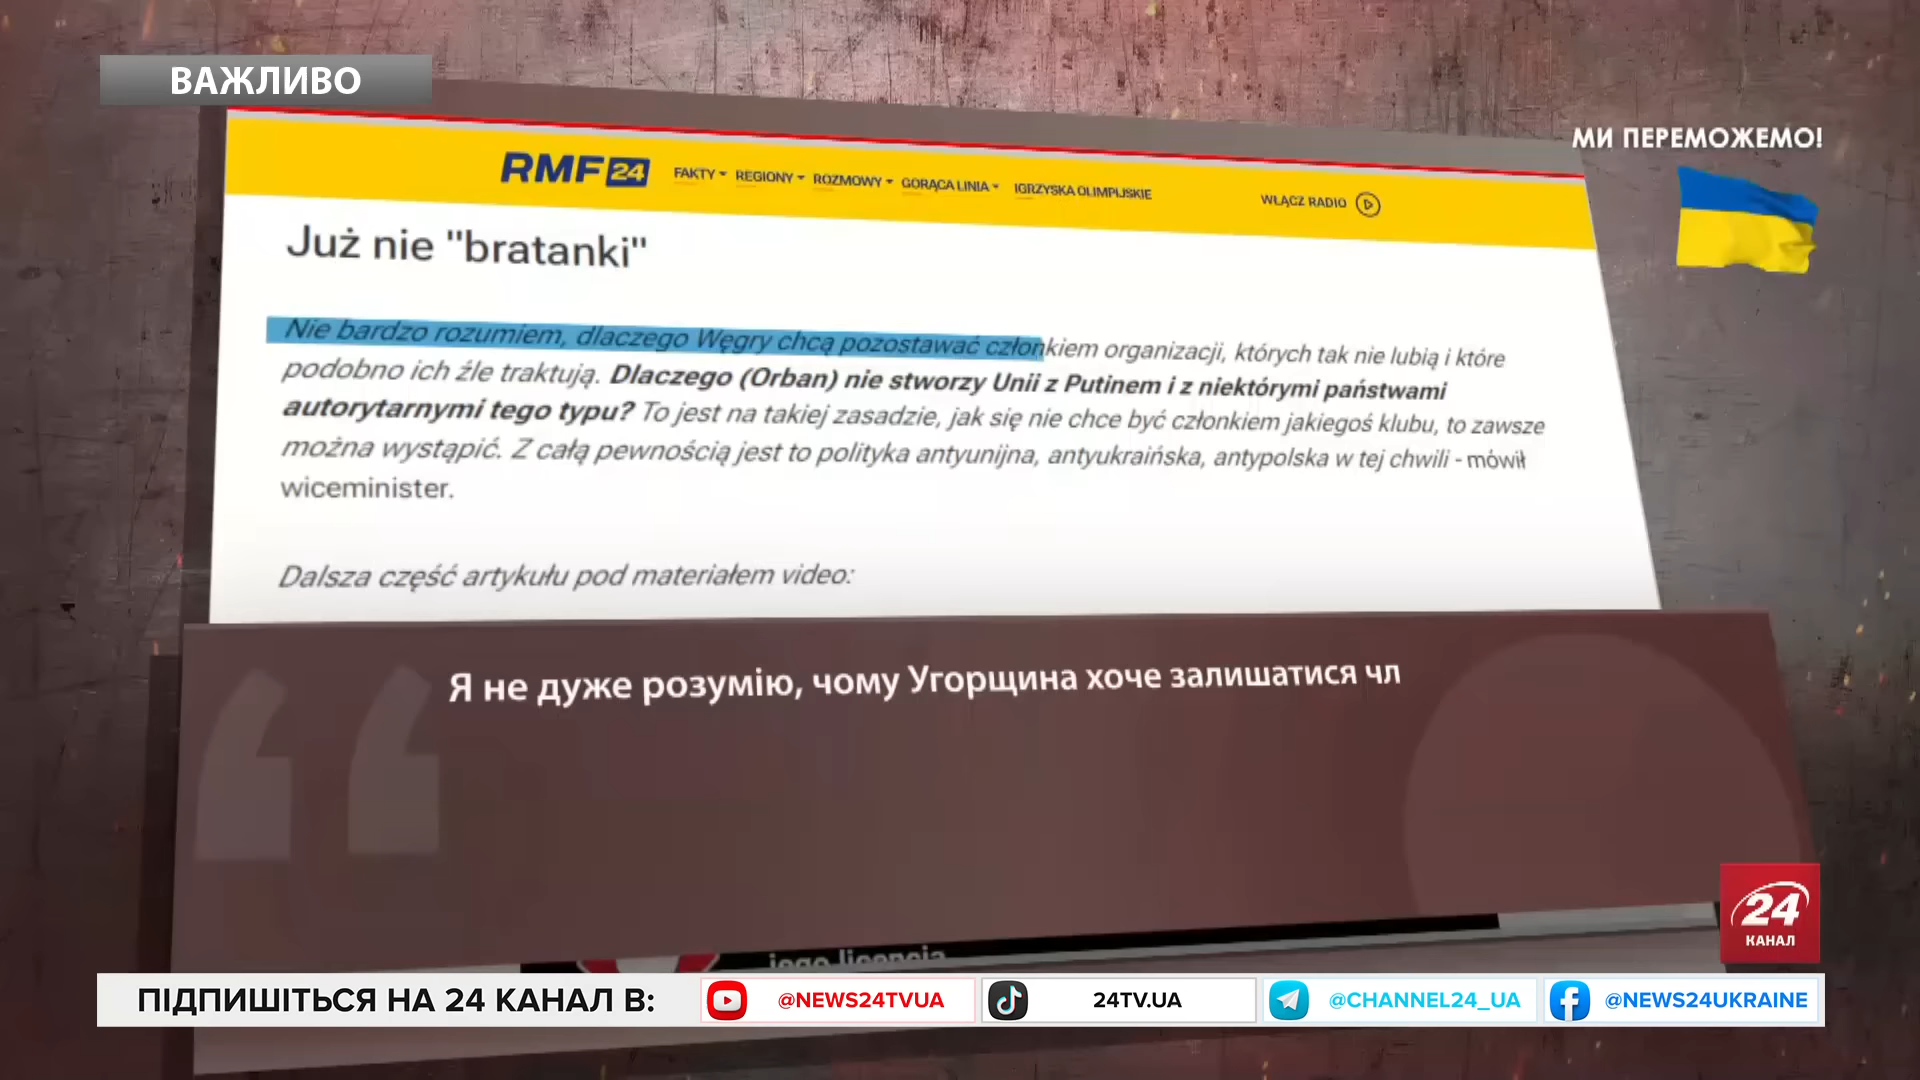 ВАЖЛИВО
МИ ПЕРЕМОЖЕМО!
RMF24 FAKTY REGIONY ROZMOWY GORĄCA LINIA IGRZYSKA OLIMPIJSKIE WŁĄCZ RADIO
Już nie "bratanki"
Nie bardzo rozumiem, dlaczego Węgry chcą pozostawać członkiem organizacji, których tak nie lubią i które
podobno ich źle traktują. Dlaczego (Orban) nie stworzy Unii z Putinem i z niektórymi państwami
autorytarnymi tego typu? To jest na takiej zasadzie, jak się nie chce być członkiem jakiegoś klubu, to zawsze
można wystąpić. Z całą pewnością jest to polityka antyunijna, antyukraińska, antypolska w tej chwili - mówił
wiceminister.
Dalsza część artykułu pod materiałem video:
Я не дуже розумію, чому Угорщина хоче залишатися чл
24
КАНАЛ
ПІДПИШІТЬСЯ НА 24 КАНАЛ В: @NEWS24TVUA 24TV.UA @CHANNEL24_UA @NEWS24UKRAINE